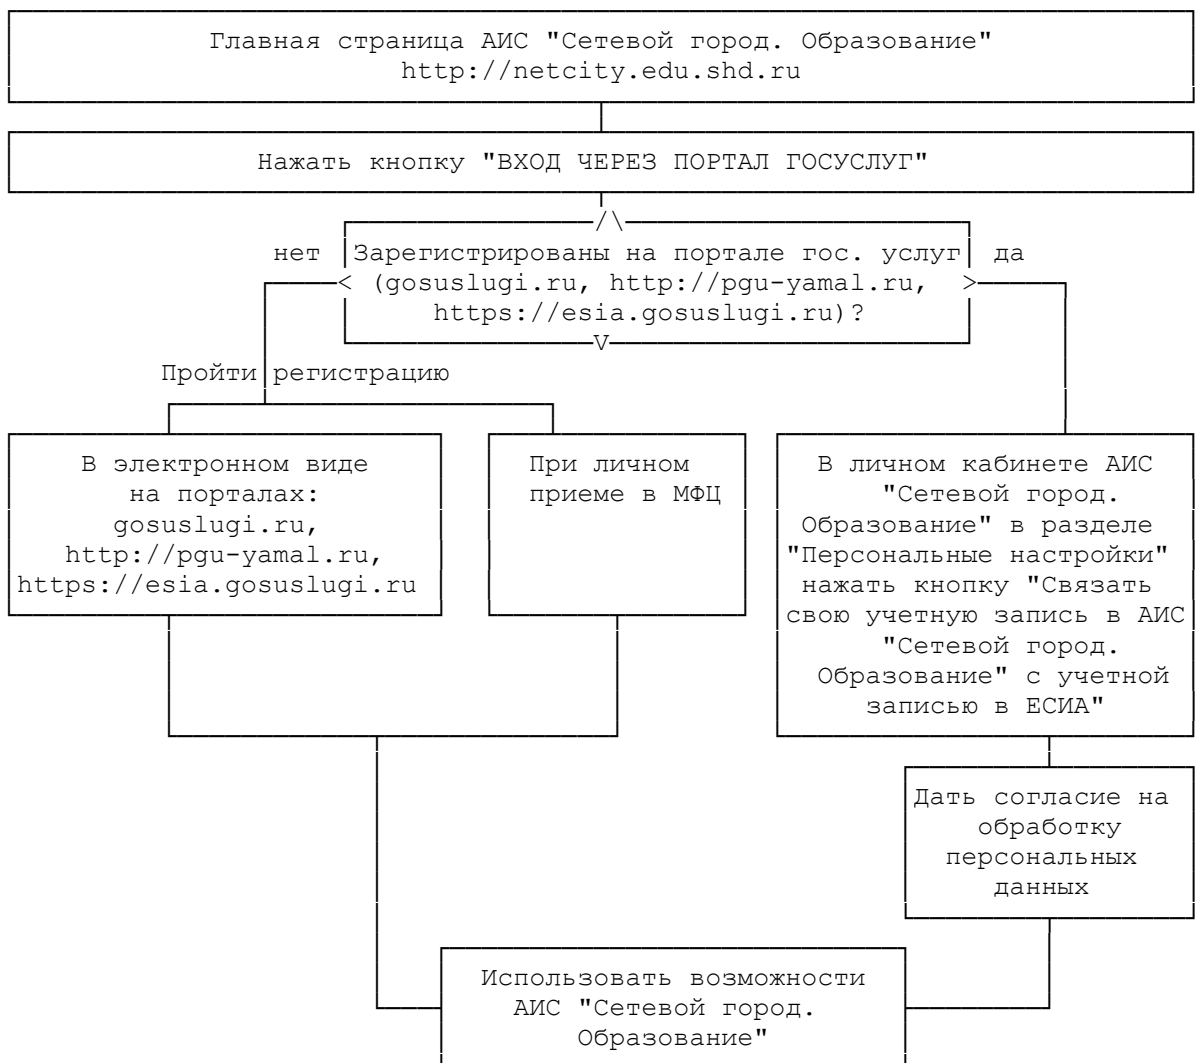 Главная страница АИС "Сетевой город. Образование"
http://netcity.edu.shd.ru
Нажать кнопку "ВХОД ЧЕРЕЗ ПОРТАЛ ГОСУСЛУГ"
нет
Зарегистрированы на портале гос. услуг
(gosuslugi.ru, http://pgu-yamal.ru,
https://esia.gosuslugi.ru)?
да
Пройти регистрацию
В электронном виде
на порталах:
gosuslugi.ru,
http://pgu-yamal.ru,
https://esia.gosuslugi.ru
При личном
приеме в МФЦ
В личном кабинете АИС
"Сетевой город.
Образование" в разделе
"Персональные настройки"
нажать кнопку "Связать
свою учетную запись в АИС
"Сетевой город.
Образование" с учетной
записью в ЕСИА"
Дать согласие на
обработку
персональных
данных
Использовать возможности
АИС "Сетевой город.
Образование"